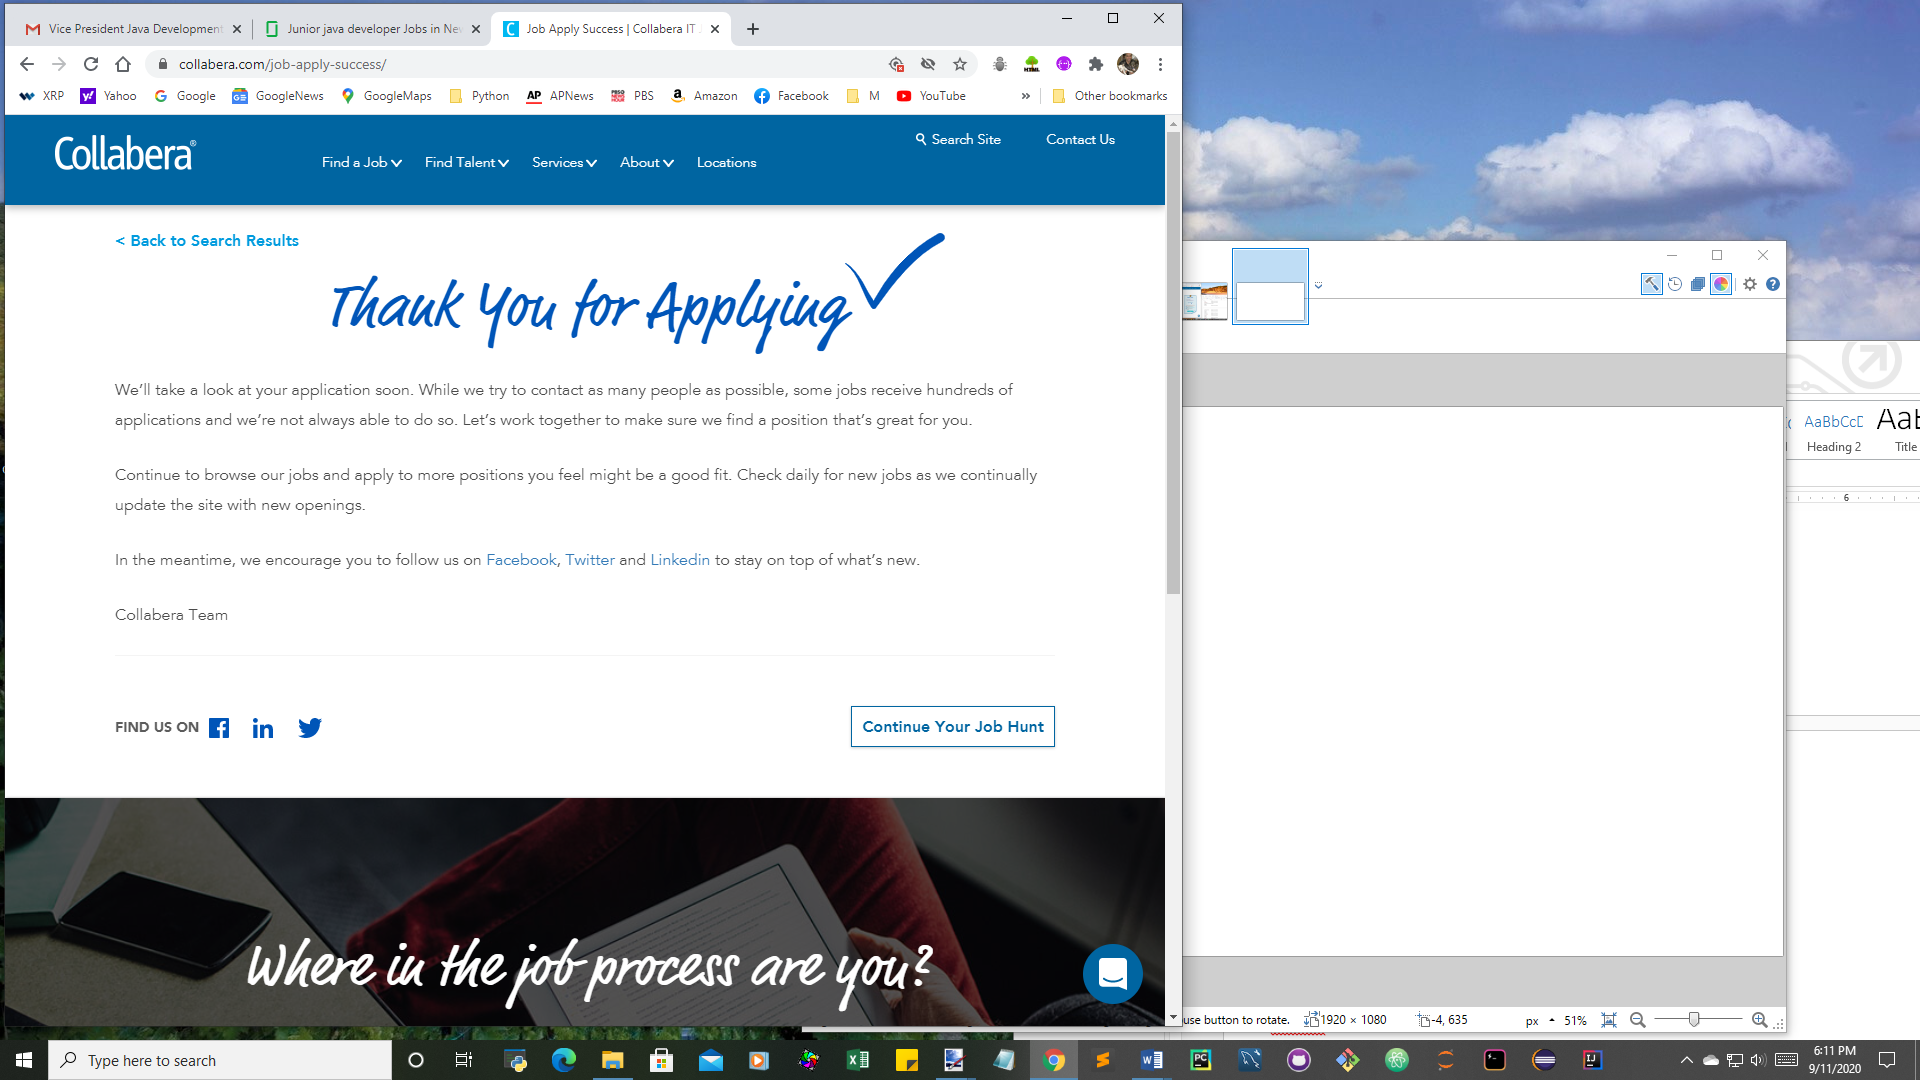 Vice President Java Development
Junior java developer Jobs in Nev
Job Apply Success | Collabera IT
collabera.com/job-apply-success/
XRP Yahoo Google GoogleNews GoogleMaps Python AP APNews PBS Amazon Facebook M YouTube » Other bookmarks
Collabera®
Search Site Contact Us
Find a Job Find Talent Services About Locations
< Back to Search Results
Thank You for Applying
We'll take a look at your application soon. While we try to contact as many people as possible, some jobs receive hundreds of
applications and we're not always able to do so. Let's work together to make sure we find a position that's great for you.
Continue to browse our jobs and apply to more positions you feel might be a good fit. Check daily for new jobs as we continually
update the site with new openings.
In the meantime, we encourage you to follow us on Facebook, Twitter and Linkedin to stay on top of what's new.
Collabera Team
FIND US ON
Continue Your Job Hunt
Where in the job process are you?
AaBbCcD Aab
Heading 2 Title
6
use button to rotate. 1920 × 1080 -4, 635 px 51%
Type here to search
6:11 PM
9/11/2020